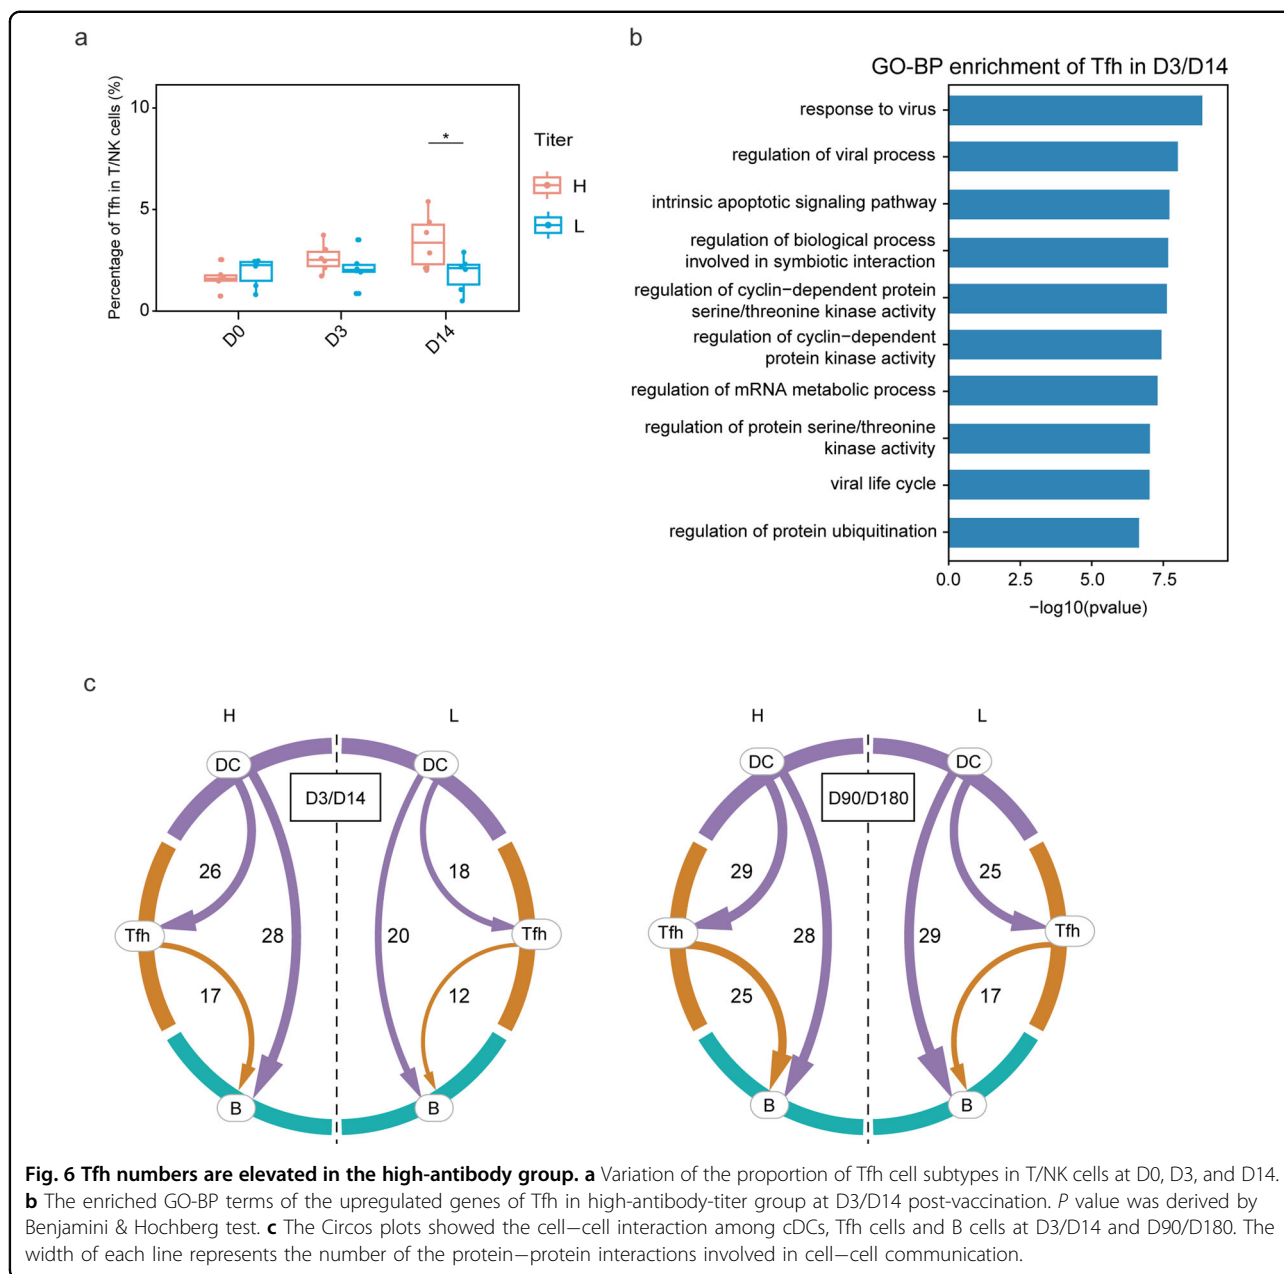 a
Percentage of Tfh in T/NK cells (%)
10
5
0
D0
D3
D14
*
Titer
H
L
b
GO-BP enrichment of Tfh in D3/D14
response to virus
regulation of viral process
intrinsic apoptotic signaling pathway
regulation of biological process
involved in symbiotic interaction
regulation of cyclin−dependent protein
serine/threonine kinase activity
regulation of cyclin−dependent
protein kinase activity
regulation of mRNA metabolic process
regulation of protein serine/threonine
kinase activity
viral life cycle
regulation of protein ubiquitination
0.0
2.5
5.0
7.5
−log10(pvalue)
c
H
L
DC
DC
D3/D14
26
18
Tfh
28
20
Tfh
17
12
B
B
H
L
DC
DC
D90/D180
29
25
Tfh
28
29
Tfh
25
17
B
B
Fig. 6 Tfh numbers are elevated in the high-antibody group. a Variation of the proportion of Tfh cell subtypes in T/NK cells at D0, D3, and D14.
b The enriched GO-BP terms of the upregulated genes of Tfh in high-antibody-titer group at D3/D14 post-vaccination. P value was derived by
Benjamini & Hochberg test. c The Circos plots showed the cell−cell interaction among cDCs, Tfh cells and B cells at D3/D14 and D90/D180. The
width of each line represents the number of the protein−protein interactions involved in cell−cell communication.